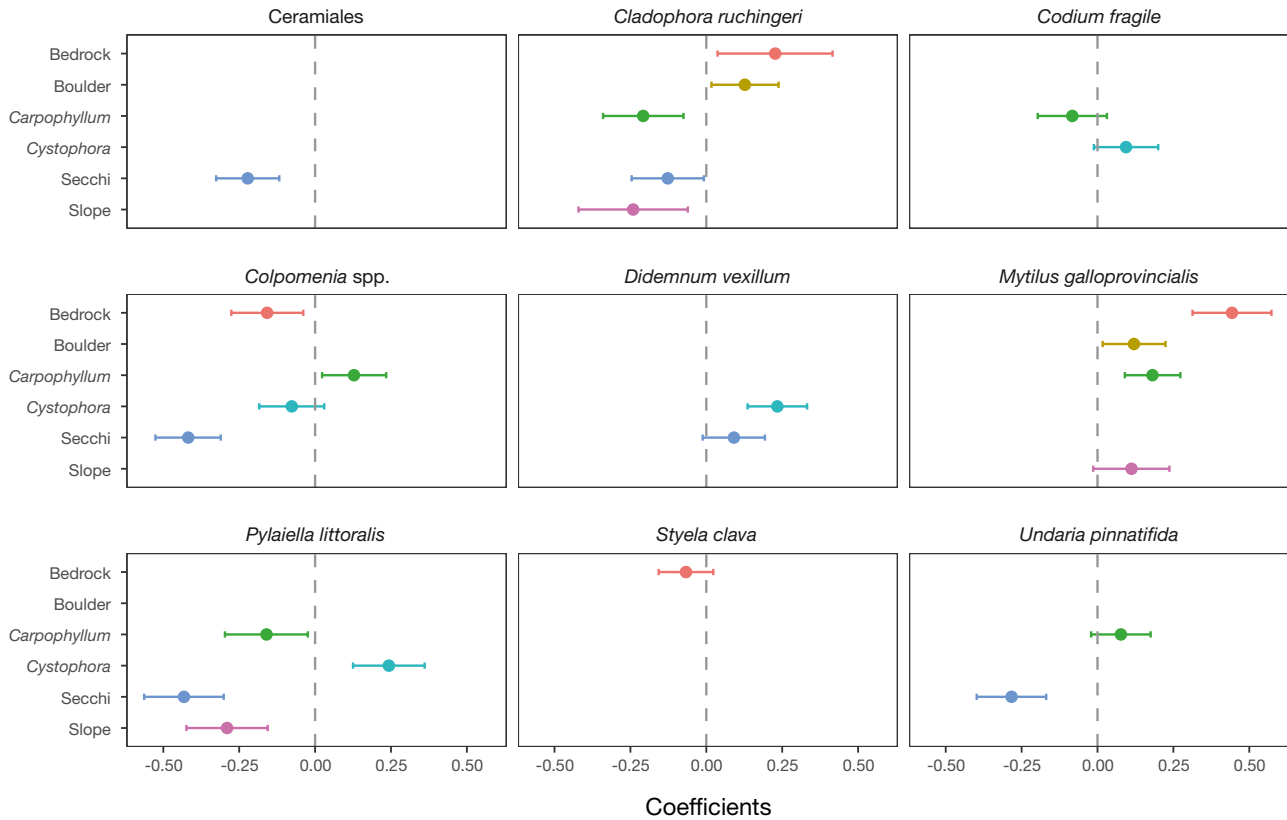 Ceramiales Cladophora ruchingeri Codium fragile
Bedrock
Boulder
Carpophyllum
Cystophora
Secchi
Slope
Colpomenia spp. Didemnum vexillum Mytilus galloprovincialis
Bedrock
Boulder
Carpophyllum
Cystophora
Secchi
Slope
Pylaiella littoralis Styela clava Undaria pinnatifida
Bedrock
Boulder
Carpophyllum
Cystophora
Secchi
Slope
-0.50 -0.25 0.00 0.25 0.50 -0.50 -0.25 0.00 0.25 0.50 -0.50 -0.25 0.00 0.25 0.50
Coefficients